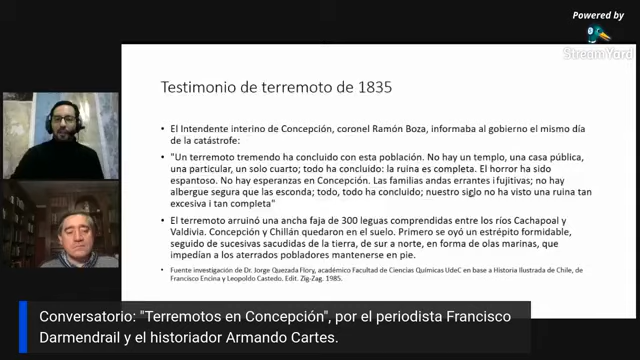 Powered by
StreamYard
Testimonio de terremoto de 1835
• El Intendente interino de Concepción, coronel Ramón Boza, informaba al gobierno el mismo día
de la catástrofe:
• "Un terremoto tremendo ha concluido con esta población. No hay un templo, una casa pública,
una particular, un solo cuarto; todo ha concluido: la ruina es completa. El horror ha sido
espantoso. No hay esperanzas en Concepción. Las familias andas errantes i fujitivas; no hay
albergue segura que las esconda; todo, todo ha concluido; nuestro siglo no ha visto una ruina tan
excesiva i tan completa"
• El terremoto arruinó una ancha faja de 300 leguas comprendidas entre los ríos Cachapoal y
Valdivia. Concepción y Chillán quedaron en el suelo. Primero se oyó un estrépito formidable,
seguido de sucesivas sacudidas de la tierra, de sur a norte, en forma de olas marinas, que
impedían a los aterrados pobladores mantenerse en pie.
• Fuente investigación de Dr. Jorge Quezada Flory, académico Facultad de Ciencias Químicas UdeC en base a Historia Ilustrada de Chile, de
Francisco Encina y Leopoldo Castedo. Edit. Zig-Zag. 1985.
Conversatorio: "Terremotos en Concepción", por el periodista Francisco
Darmendrail y el historiador Armando Cartes.